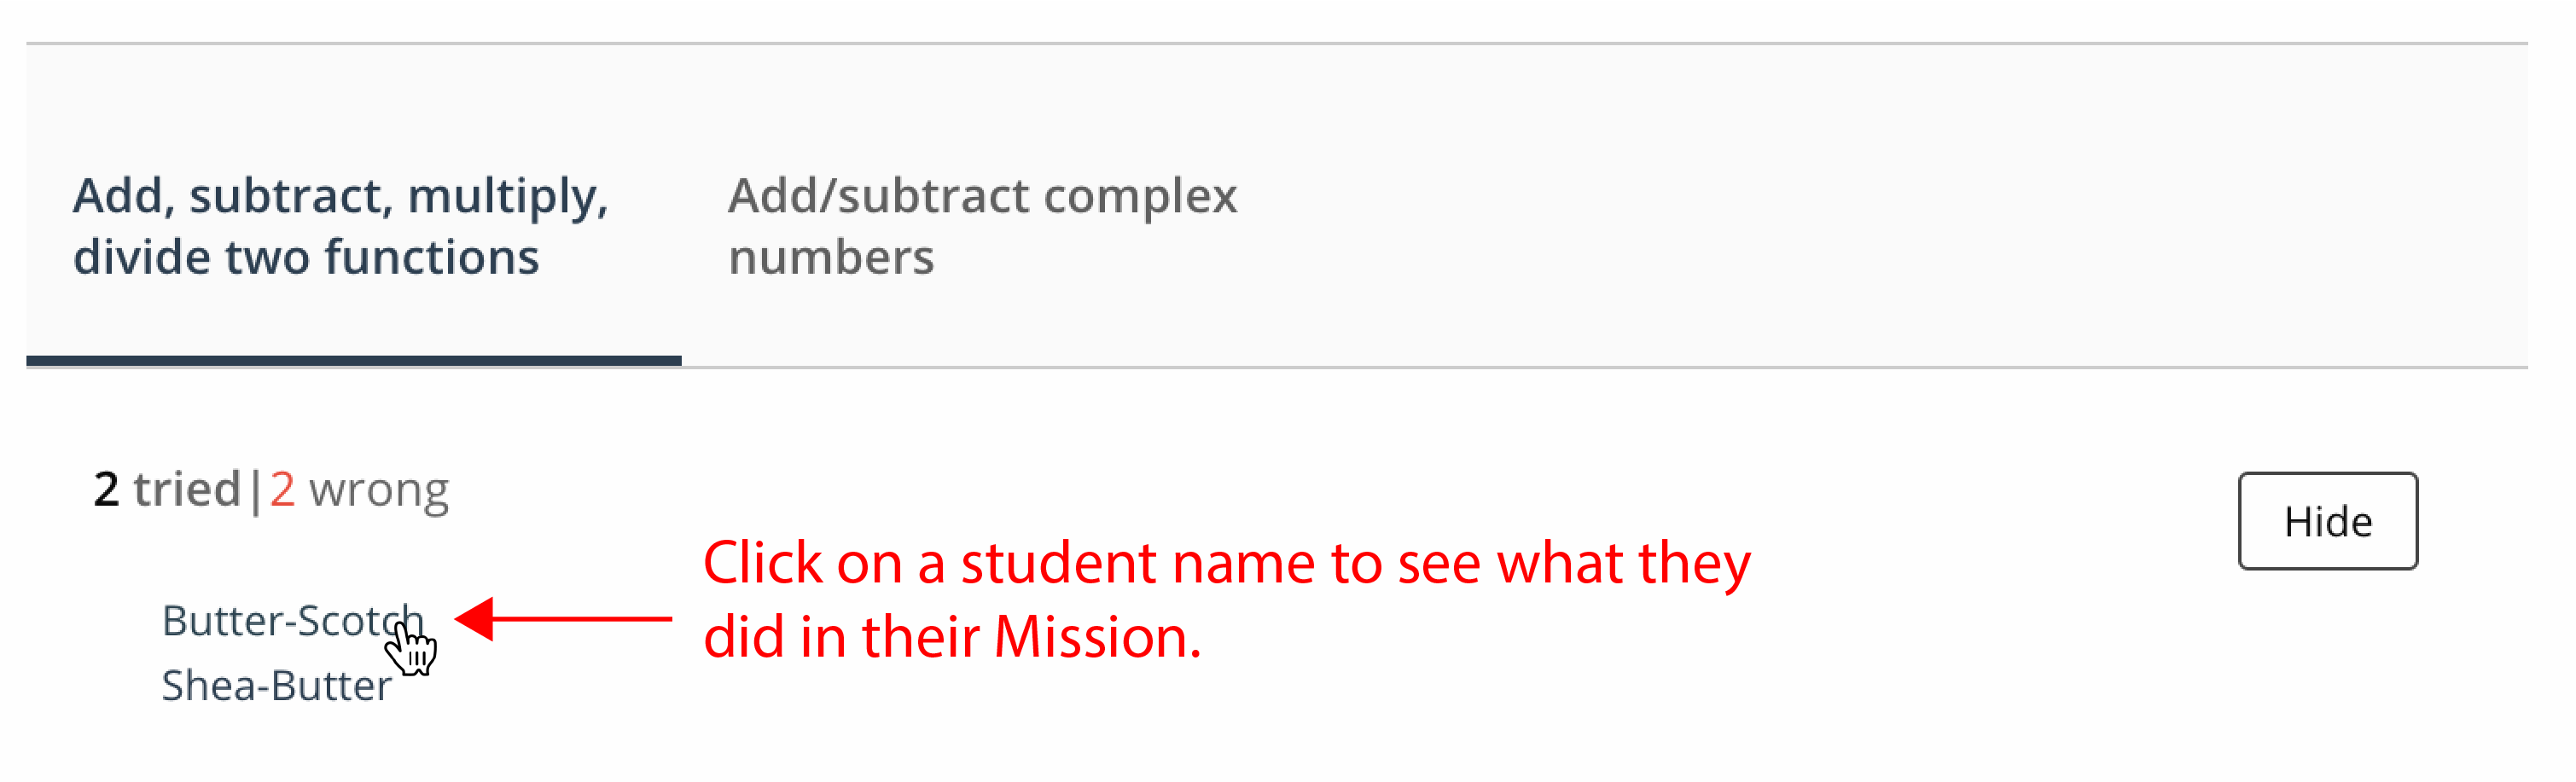 Add, subtract, multiply,
divide two functions
Add/subtract complex
numbers
2 tried|2 wrong
Hide
Click on a student name to see what they
did in their Mission.
Butter-Scotch
Shea-Butter